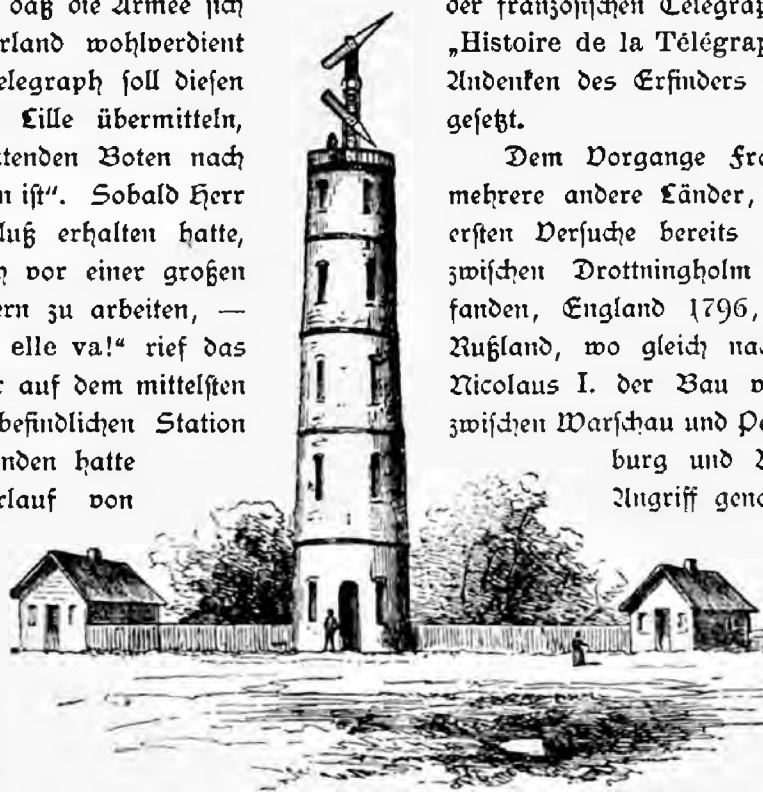 daß die Armee sich
rland wohlverdient
elegraph soll diesen
Lille übermitteln,
tenden Boten nach
n ist“. Sobald Herr
luß erhalten hatte,
h vor einer großen
ern zu arbeiten, —
elle va!“ rief das
r auf dem mittelsten
befindlichen Station
nden hatte
rlauf von
der französischen Telegrap
„Histoire de la Télégrap
Andenken des Erfinders
gesetzt.
Dem Vorgange Fra
mehrere andere Länder,
ersten Versuche bereits
zwischen Drottningholm
fanden, England 1796,
Rußland, wo gleich nac
Nicolaus I. der Bau v
zwischen Warschau und Pe
burg und
Angriff geno